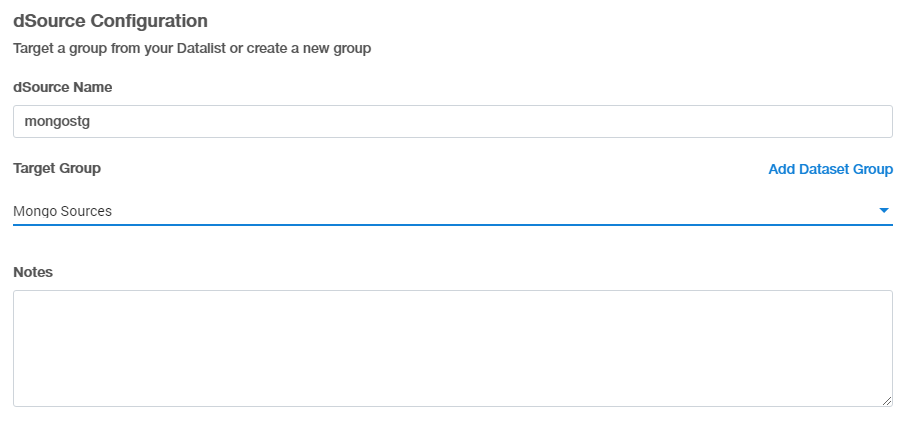 dSource Configuration
Target a group from your Datalist or create a new group
dSource Name
mongostg
Target Group
Add Dataset Group
Mongo Sources
Notes